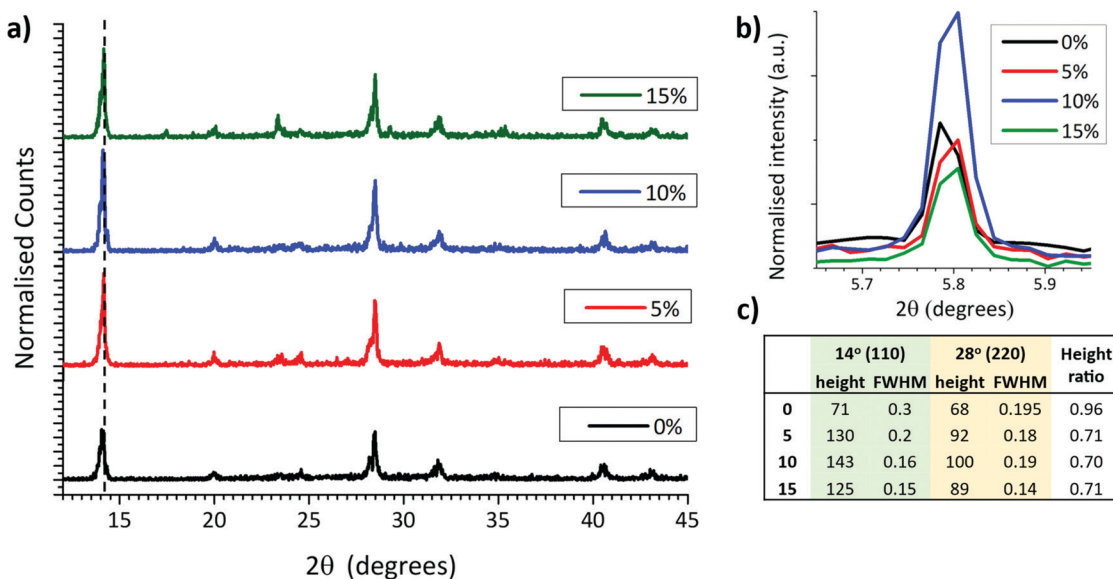 a)
Normalised Counts
15%
10%
5%
0%
15 20 25 30 35 40 45
2θ (degrees)
b)
Normalised intensity (a.u.)
0%
5%
10%
15%
5.7 5.8 5.9
2θ (degrees)
c)
14° (110) 28° (220) Height ratio
height FWHM height FWHM
0 71 0.3 68 0.195 0.96
5 130 0.2 92 0.18 0.71
10 143 0.16 100 0.19 0.70
15 125 0.15 89 0.14 0.71